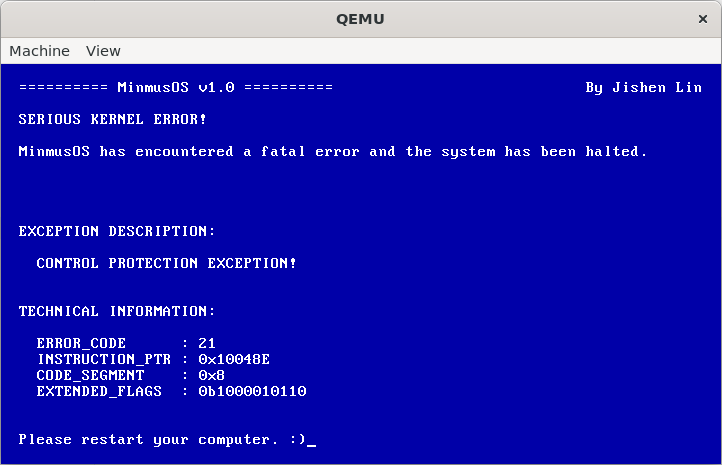 QEMU ×
Machine View
========== MinmusOS v1.0 ========== By Jishen Lin
SERIOUS KERNEL ERROR!
MinmusOS has encountered a fatal error and the system has been halted.
EXCEPTION DESCRIPTION:
CONTROL PROTECTION EXCEPTION!
TECHNICAL INFORMATION:
ERROR_CODE : 21
INSTRUCTION_PTR : 0x10048E
CODE_SEGMENT : 0x8
EXTENDED_FLAGS : 0b1000010110
Please restart your computer. :)_